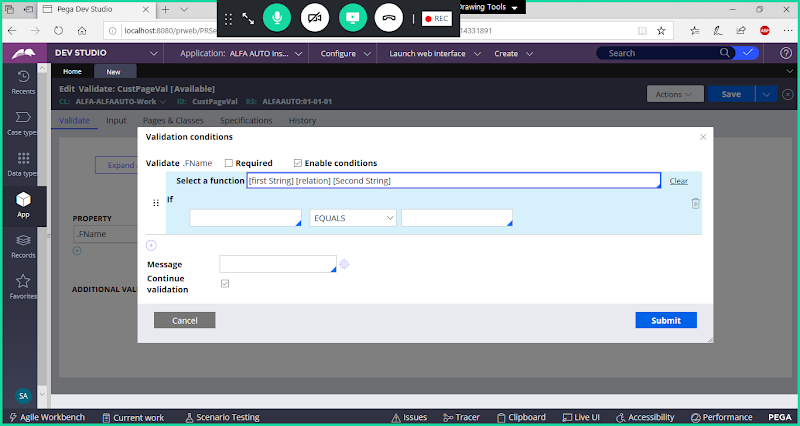 Pega Dev Studio
localhost:8080/prweb/PRSe
REC
Drawing Tools
14331891
ABP
DEV STUDIO
Application: ALFA AUTO Ins...
Configure
Launch web interface
Create
Search
Recents
Case types
Data types
App
Records
Favorites
SA
Home
New
Edit Validate: CustPageVal [Available]
CL: ALFA-ALFAAUTO-Work
ID: CustPageVal
RS: ALFAAUTO:01-01-01
Actions
Save
Validate
Input
Pages & Classes
Specifications
History
Expand a
PROPERTY
.FName
ADDITIONAL VAL
Validation conditions
Validate .FName
Required
Enable conditions
Select a function
[first String] [relation] [Second String]
Clear
If
EQUALS
Message
Continue
validation
Cancel
Submit
Agile Workbench
Current work
Scenario Testing
Issues
Tracer
Clipboard
Live UI
Accessibility
Performance
PEGA